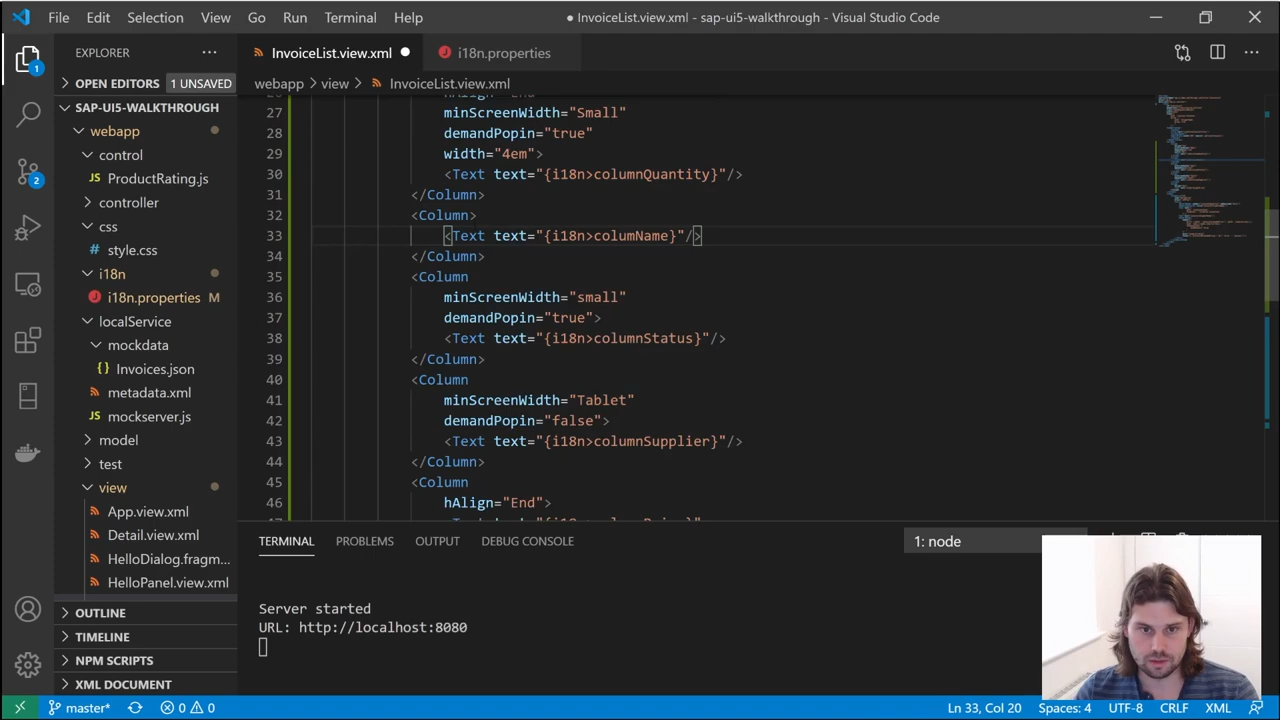 File Edit Selection View Go Run Terminal Help
● InvoiceList.view.xml - sap-ui5-walkthrough - Visual Studio Code
EXPLORER
InvoiceList.view.xml ●
i18n.properties
OPEN EDITORS 1 UNSAVED
webapp > view > InvoiceList.view.xml
SAP-UI5-WALKTHROUGH
webapp
control
JS ProductRating.js
controller
css
# style.css
i18n
i18n.properties M
localService
mockdata
{} Invoices.json
metadata.xml
JS mockserver.js
model
test
view
App.view.xml
Detail.view.xml
HelloDialog.fragm...
HelloPanel.view.xml
OUTLINE
TIMELINE
NPM SCRIPTS
XML DOCUMENT
1
2
27 minScreenWidth="Small"
28 demandPopin="true"
29 width="4em">
30 <Text text="{i18n>columnQuantity}"/>
31 </Column>
32 <Column>
33 <Text text="{i18n>columName}"/>
34 </Column>
35 <Column
36 minScreenWidth="small"
37 demandPopin="true">
38 <Text text="{i18n>columnStatus}"/>
39 </Column>
40 <Column
41 minScreenWidth="Tablet"
42 demandPopin="false">
43 <Text text="{i18n>columnSupplier}"/>
44 </Column>
45 <Column
46 hAlign="End">
TERMINAL PROBLEMS OUTPUT DEBUG CONSOLE
1: node
Server started
URL: http://localhost:8080
master* 0 0
Ln 33, Col 20 Spaces: 4 UTF-8 CRLF XML